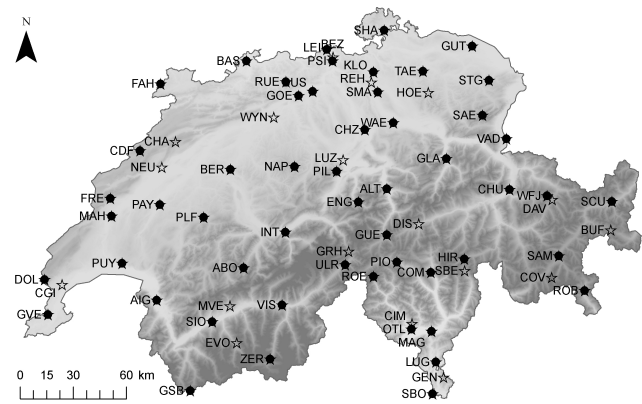 N
SHA
LEI BEZ
GUT
BAS
PSI
KLO
TAE
FAH
RUE US
REH
STG
GOE
SMA
HOE
WYN
WAE
SAE
CHZ
CHA
VAD
CDF
LUZ
GLA
NEU
BER
NAP
PIL
ALT
CHU
WFJ
FRE
PAY
ENG
DAV
SCU
MAH
PLF
DIS
INT
GUE
BUF
GRH
PUY
ABO
ULR
PIO
HIR
SAM
DOL
ROE
COM
SBE
COV
CGI
ROB
AIG
MVE
VIS
GVE
SIO
CIM
OTL
EVO
MAG
ZER
LUG
GEN
GSB
SBO
0 15 30 60 km